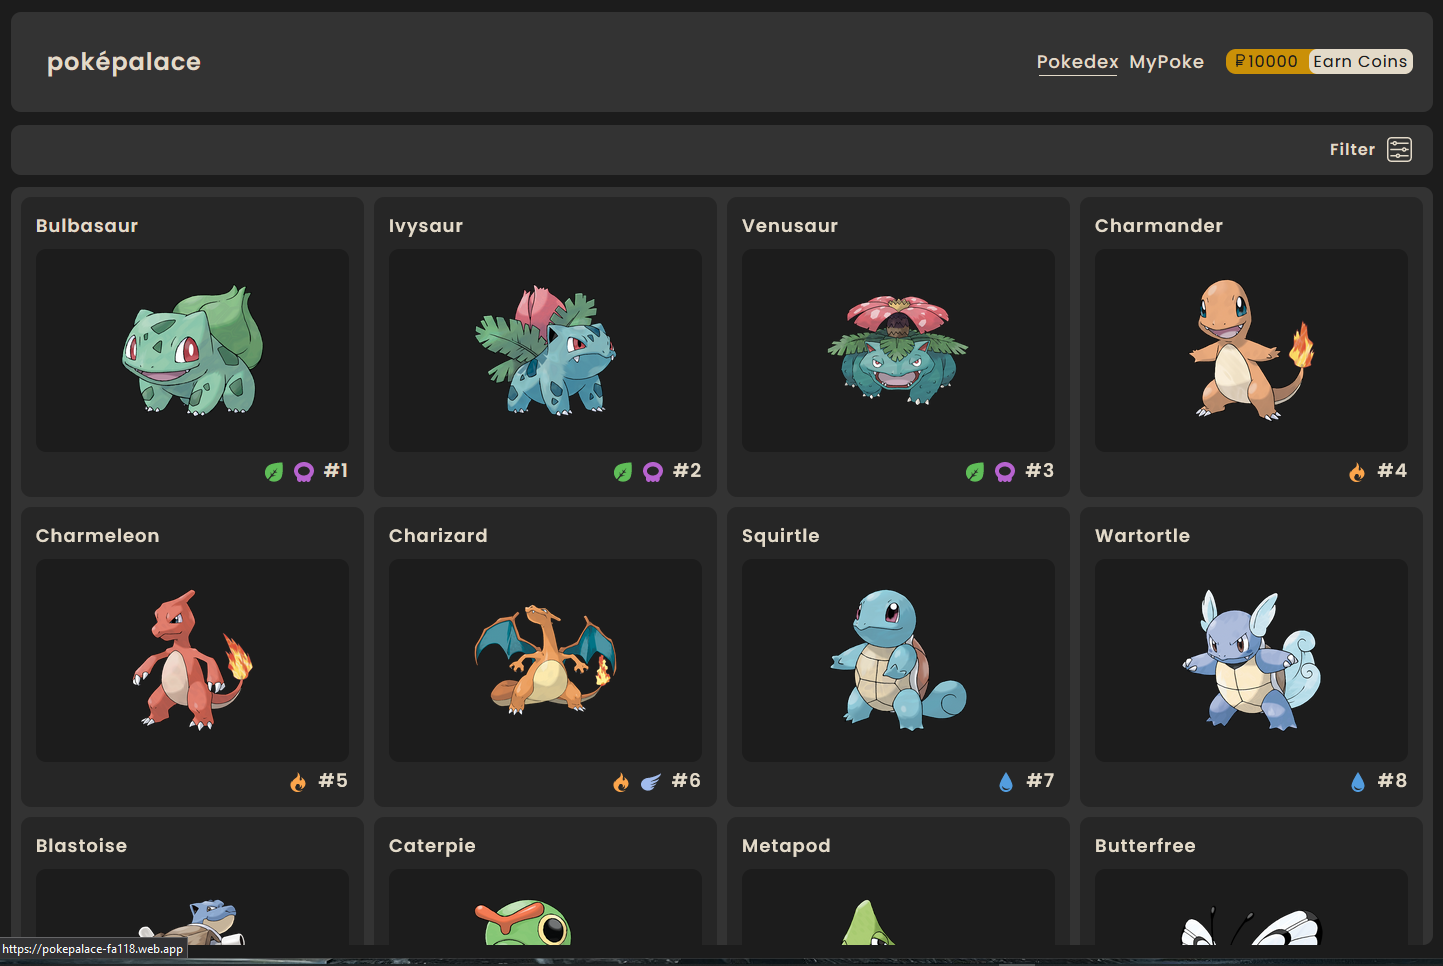 poképalace
Pokedex MyPoke ₽10000 Earn Coins
Filter
Bulbasaur Ivysaur Venusaur Charmander
#1 #2 #3 #4
Charmeleon Charizard Squirtle Wartortle
#5 #6 #7 #8
Blastoise Caterpie Metapod Butterfree
https://pokepalace-fa118.web.app